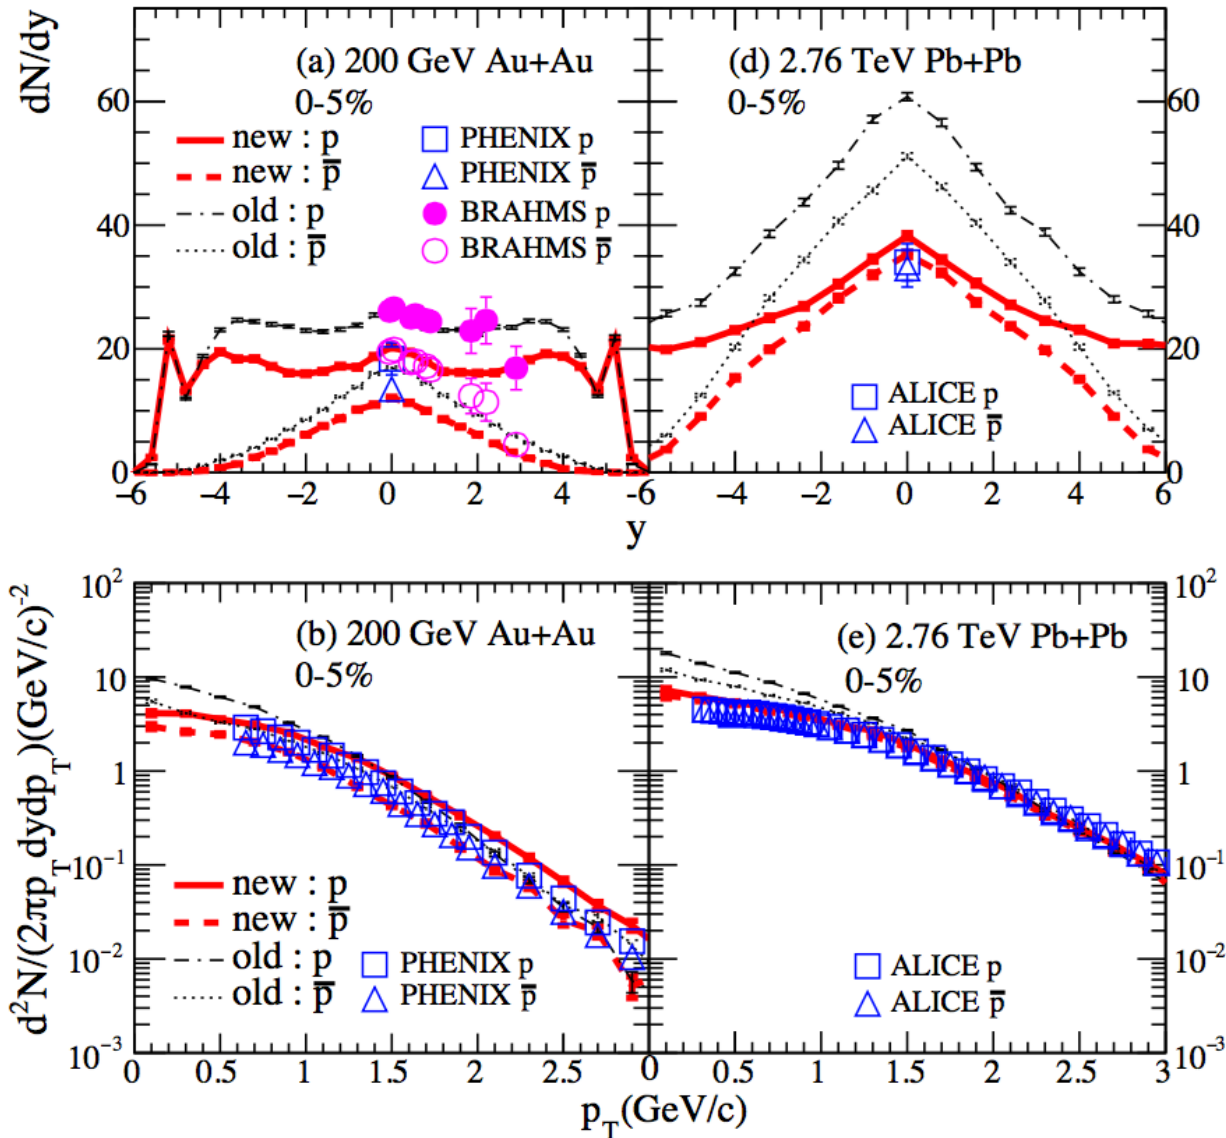 dN/dy
(a) 200 GeV Au+Au
0-5%
new : p
new : p̅
old : p
old : p̅
PHENIX p
PHENIX p̅
BRAHMS p
BRAHMS p̅
60
40
20
0
−6 −4 −2 0 2 4 −6
(d) 2.76 TeV Pb+Pb
0-5%
ALICE p
ALICE p̅
60
40
20
0
−4 −2 0 2 4 6
y
d²N/(2πp_T dydp_T)(GeV/c)⁻²
(b) 200 GeV Au+Au
0-5%
new : p
new : p̅
old : p
old : p̅
PHENIX p
PHENIX p̅
10²
10
1
10⁻¹
10⁻²
10⁻³
0 0.5 1 1.5 2 2.5 0
(e) 2.76 TeV Pb+Pb
0-5%
ALICE p
ALICE p̅
10²
10
1
10⁻¹
10⁻²
10⁻³
0.5 1 1.5 2 2.5 3
p_T(GeV/c)